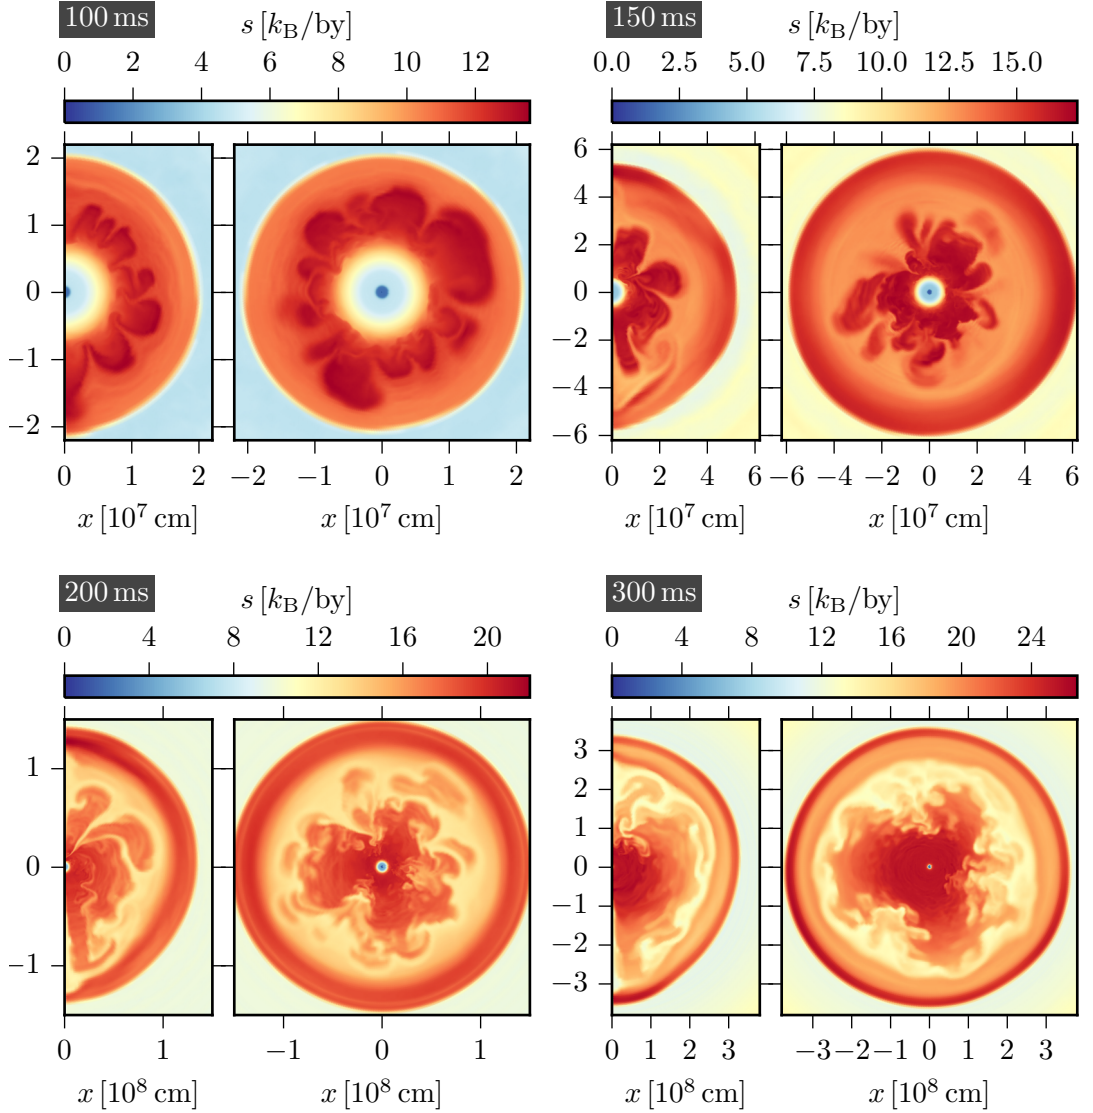 100 ms
s [k_B/by]
0 2 4 6 8 10 12
2
1
0
−1
−2
0 1 2
−2 −1 0 1 2
x [10^7 cm]
x [10^7 cm]
150 ms
s [k_B/by]
0.0 2.5 5.0 7.5 10.0 12.5 15.0
6
4
2
0
−2
−4
−6
0 2 4 6
−6 −4 −2 0 2 4 6
x [10^7 cm]
x [10^7 cm]
200 ms
s [k_B/by]
0 4 8 12 16 20
1
0
−1
0 1
−1 0 1
x [10^8 cm]
x [10^8 cm]
300 ms
s [k_B/by]
0 4 8 12 16 20 24
3
2
1
0
−1
−2
−3
0 1 2 3
−3 −2 −1 0 1 2 3
x [10^8 cm]
x [10^8 cm]